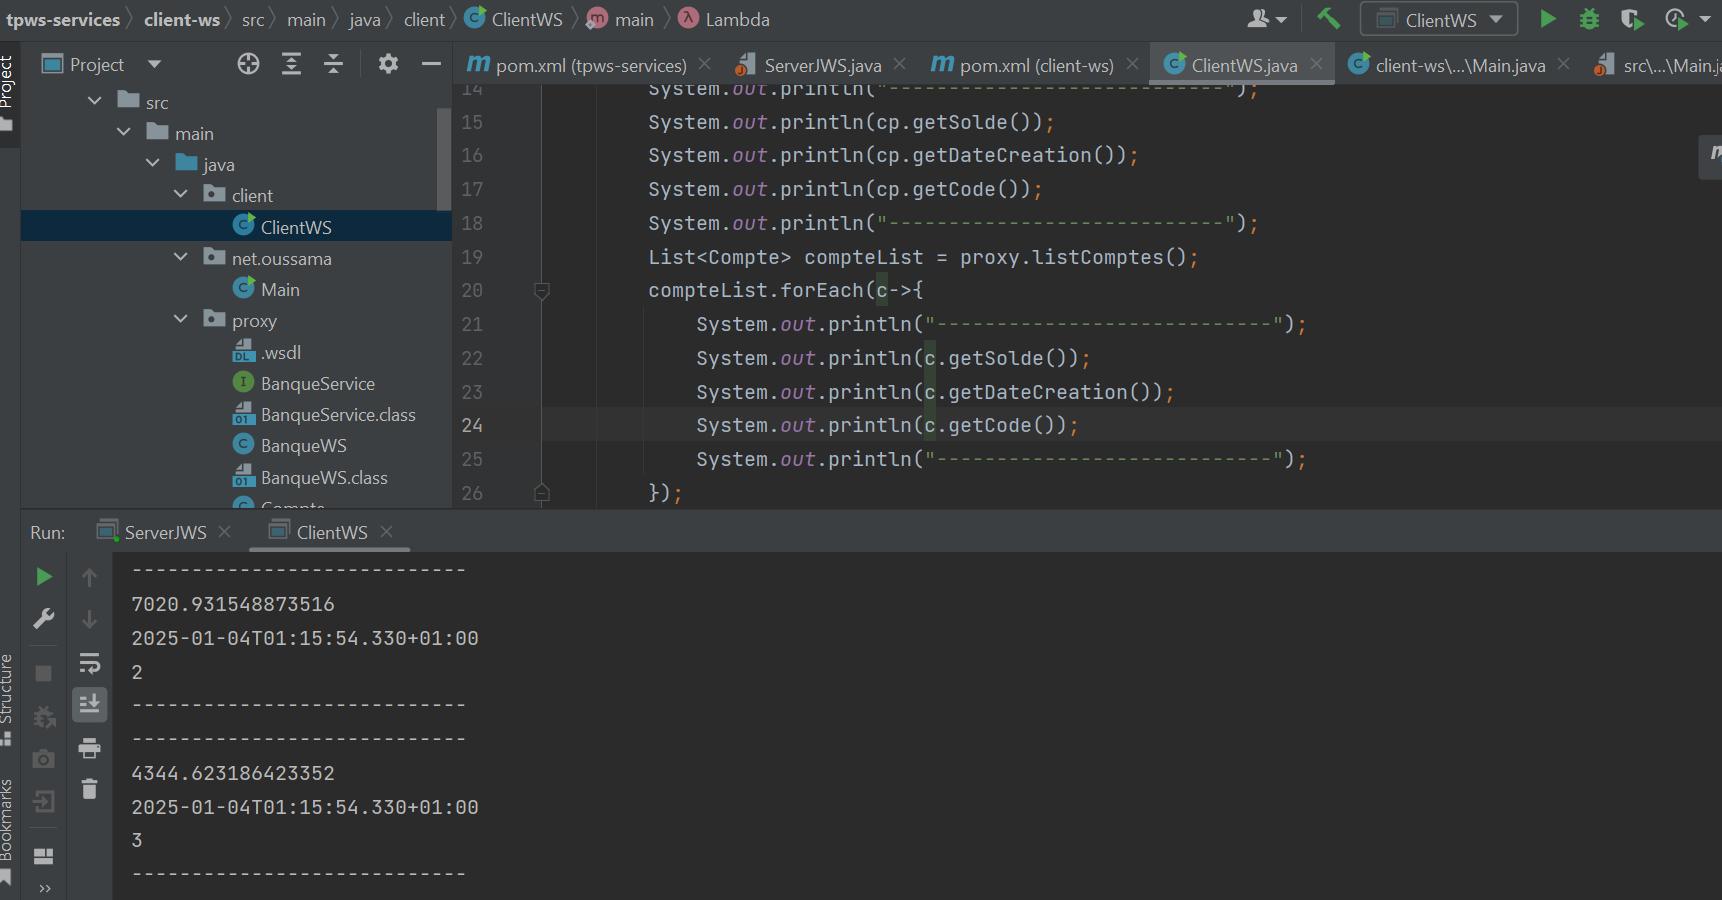 tpws-services client-ws src main java client ClientWS main Lambda
ClientWS
Project
pom.xml (tpws-services) ServerJWS.java pom.xml (client-ws) ClientWS.java client-ws\...\Main.java src\...\Main.ja
Project
src
main
java
client
ClientWS
net.oussama
Main
proxy
.wsdl
BanqueService
BanqueService.class
BanqueWS
BanqueWS.class
Compte
14 System.out.println("----------------------------");
15 System.out.println(cp.getSolde());
16 System.out.println(cp.getDateCreation());
17 System.out.println(cp.getCode());
18 System.out.println("----------------------------");
19 List<Compte> compteList = proxy.listComptes();
20 compteList.forEach(c->{
21 System.out.println("----------------------------");
22 System.out.println(c.getSolde());
23 System.out.println(c.getDateCreation());
24 System.out.println(c.getCode());
25 System.out.println("----------------------------");
26 });
Run: ServerJWS ClientWS
----------------------------
7020.931548873516
2025-01-04T01:15:54.330+01:00
2
----------------------------
----------------------------
4344.623186423352
2025-01-04T01:15:54.330+01:00
3
----------------------------
Structure
Bookmarks